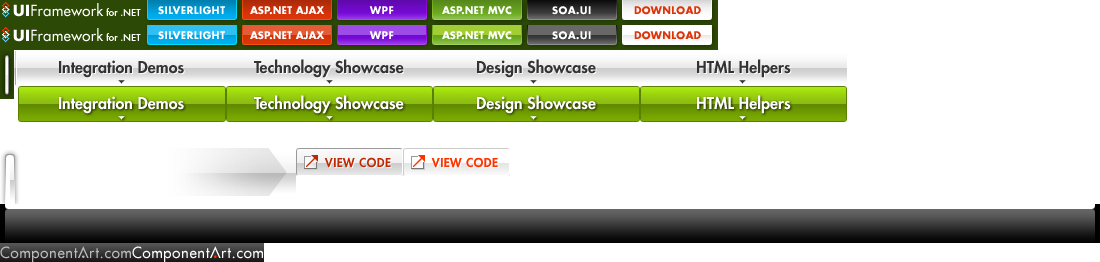 UIFramework for .NET SILVERLIGHT ASP.NET AJAX WPF ASP.NET MVC SOA.UI DOWNLOAD
UIFramework for .NET SILVERLIGHT ASP.NET AJAX WPF ASP.NET MVC SOA.UI DOWNLOAD
Integration Demos Technology Showcase Design Showcase HTML Helpers
Integration Demos Technology Showcase Design Showcase HTML Helpers
VIEW CODE VIEW CODE
ComponentArt.comComponentArt.com